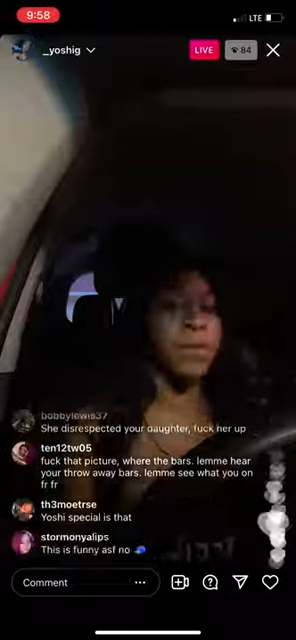 9:58
LTE
_yoshig
LIVE
84
bobbylewis37
She disrespected your daughter, fuck her up
ten12tw05
fuck that picture, where the bars. lemme hear
your throw away bars. lemme see what you on
fr fr
th3moetrse
Yoshi special is that
stormonyalips
This is funny asf no
Comment